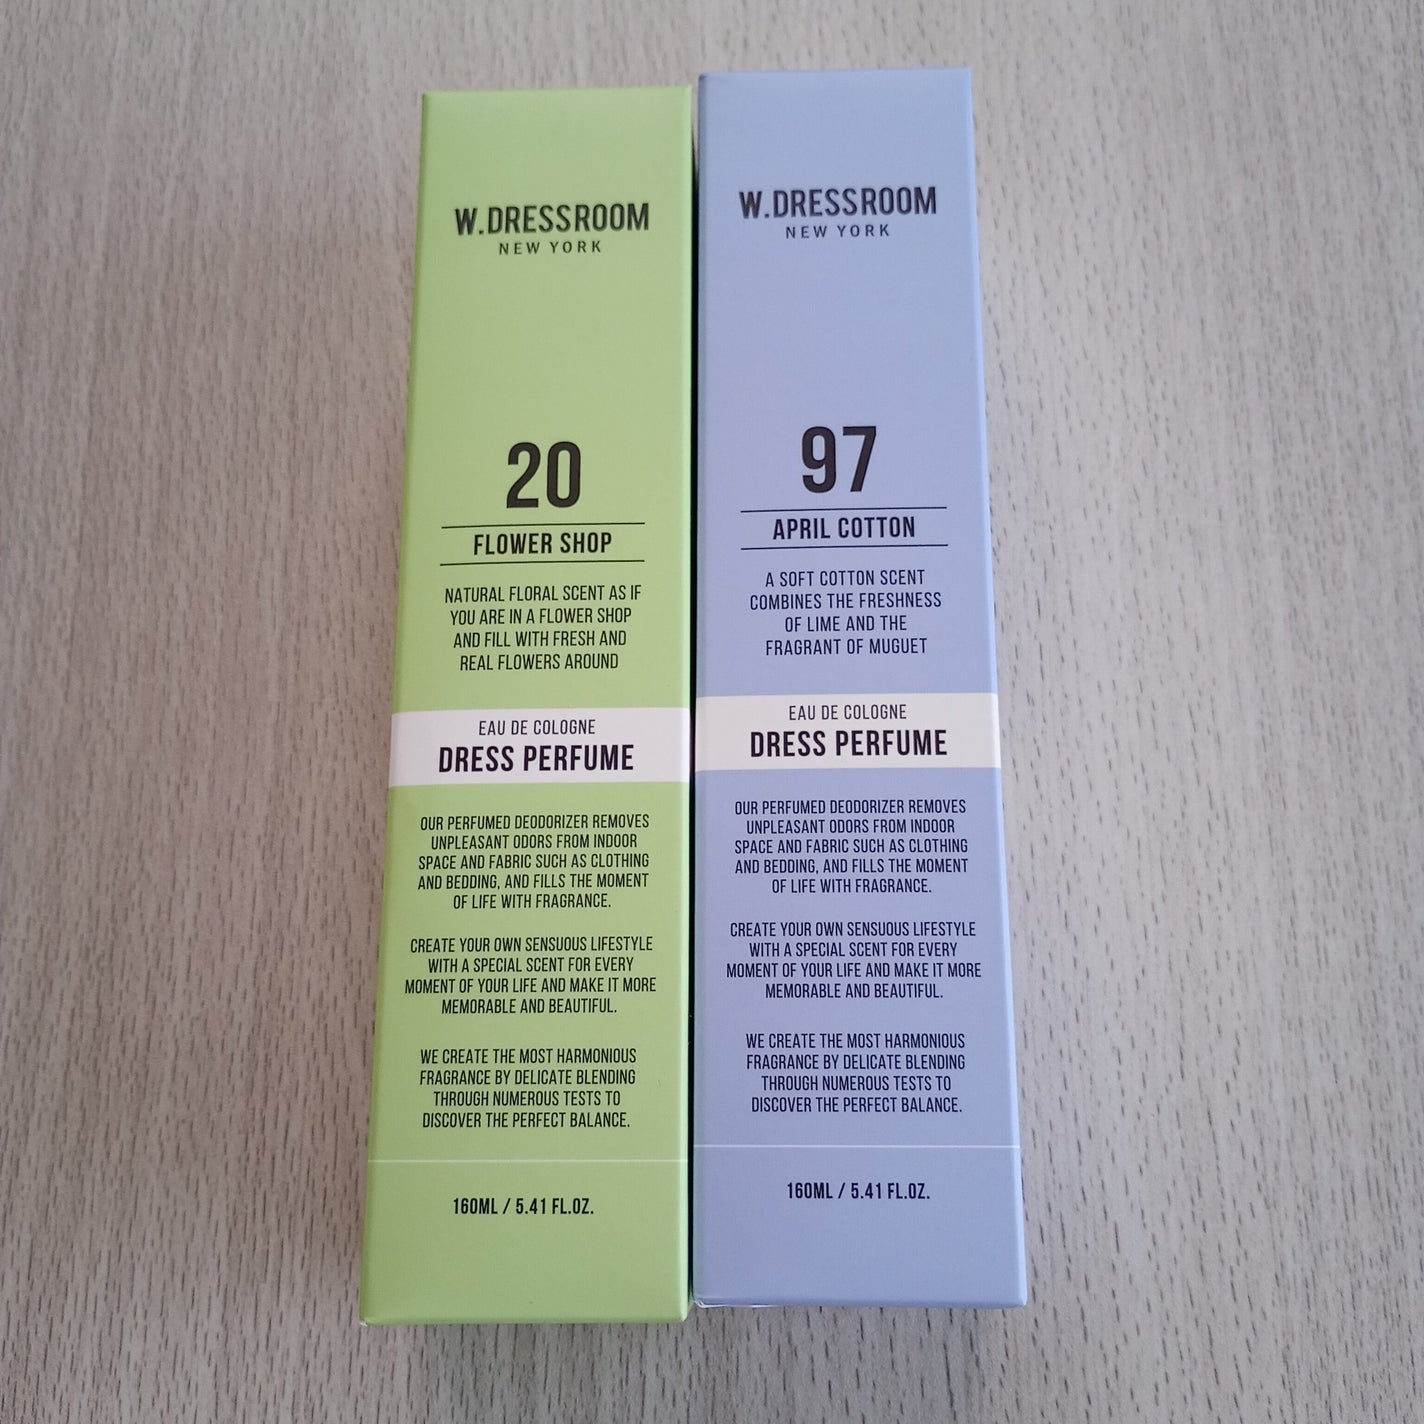 W.DRESSROOM
NEW YORK
20
FLOWER SHOP
NATURAL FLORAL SCENT AS IF
YOU ARE IN A FLOWER SHOP
AND FILL WITH FRESH AND
REAL FLOWERS AROUND
EAU DE COLOGNE
DRESS PERFUME
OUR PERFUMED DEODORIZER REMOVES
UNPLEASANT ODORS FROM INDOOR
SPACE AND FABRIC SUCH AS CLOTHING
AND BEDDING, AND FILLS THE MOMENT
OF LIFE WITH FRAGRANCE.
CREATE YOUR OWN SENSUOUS LIFESTYLE
WITH A SPECIAL SCENT FOR EVERY
MOMENT OF YOUR LIFE AND MAKE IT MORE
MEMORABLE AND BEAUTIFUL.
WE CREATE THE MOST HARMONIOUS
FRAGRANCE BY DELICATE BLENDING
THROUGH NUMEROUS TESTS TO
DISCOVER THE PERFECT BALANCE.
160ML / 5.41 FL.OZ.
W.DRESSROOM
NEW YORK
97
APRIL COTTON
A SOFT COTTON SCENT
COMBINES THE FRESHNESS
OF LIME AND THE
FRAGRANT OF MUGUET
EAU DE COLOGNE
DRESS PERFUME
OUR PERFUMED DEODORIZER REMOVES
UNPLEASANT ODORS FROM INDOOR
SPACE AND FABRIC SUCH AS CLOTHING
AND BEDDING, AND FILLS THE MOMENT
OF LIFE WITH FRAGRANCE.
CREATE YOUR OWN SENSUOUS LIFESTYLE
WITH A SPECIAL SCENT FOR EVERY
MOMENT OF YOUR LIFE AND MAKE IT MORE
MEMORABLE AND BEAUTIFUL.
WE CREATE THE MOST HARMONIOUS
FRAGRANCE BY DELICATE BLENDING
THROUGH NUMEROUS TESTS TO
DISCOVER THE PERFECT BALANCE.
160ML / 5.41 FL.OZ.